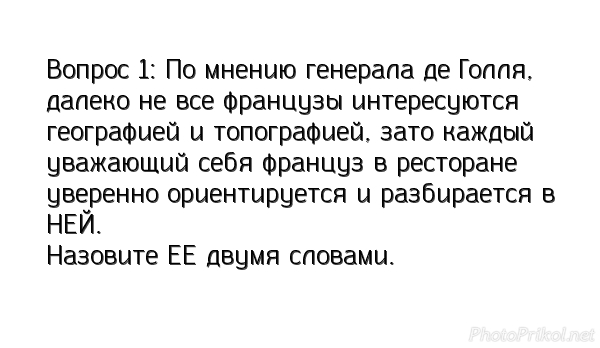 Вопрос 1: По мнению генерала де Голля,
далеко не все французы интересуются
географией и топографией, зато каждый
уважающий себя француз в ресторане
уверенно ориентируется и разбирается в
НЕЙ.
Назовите ЕЕ двумя словами.
PhotoPrikol.net